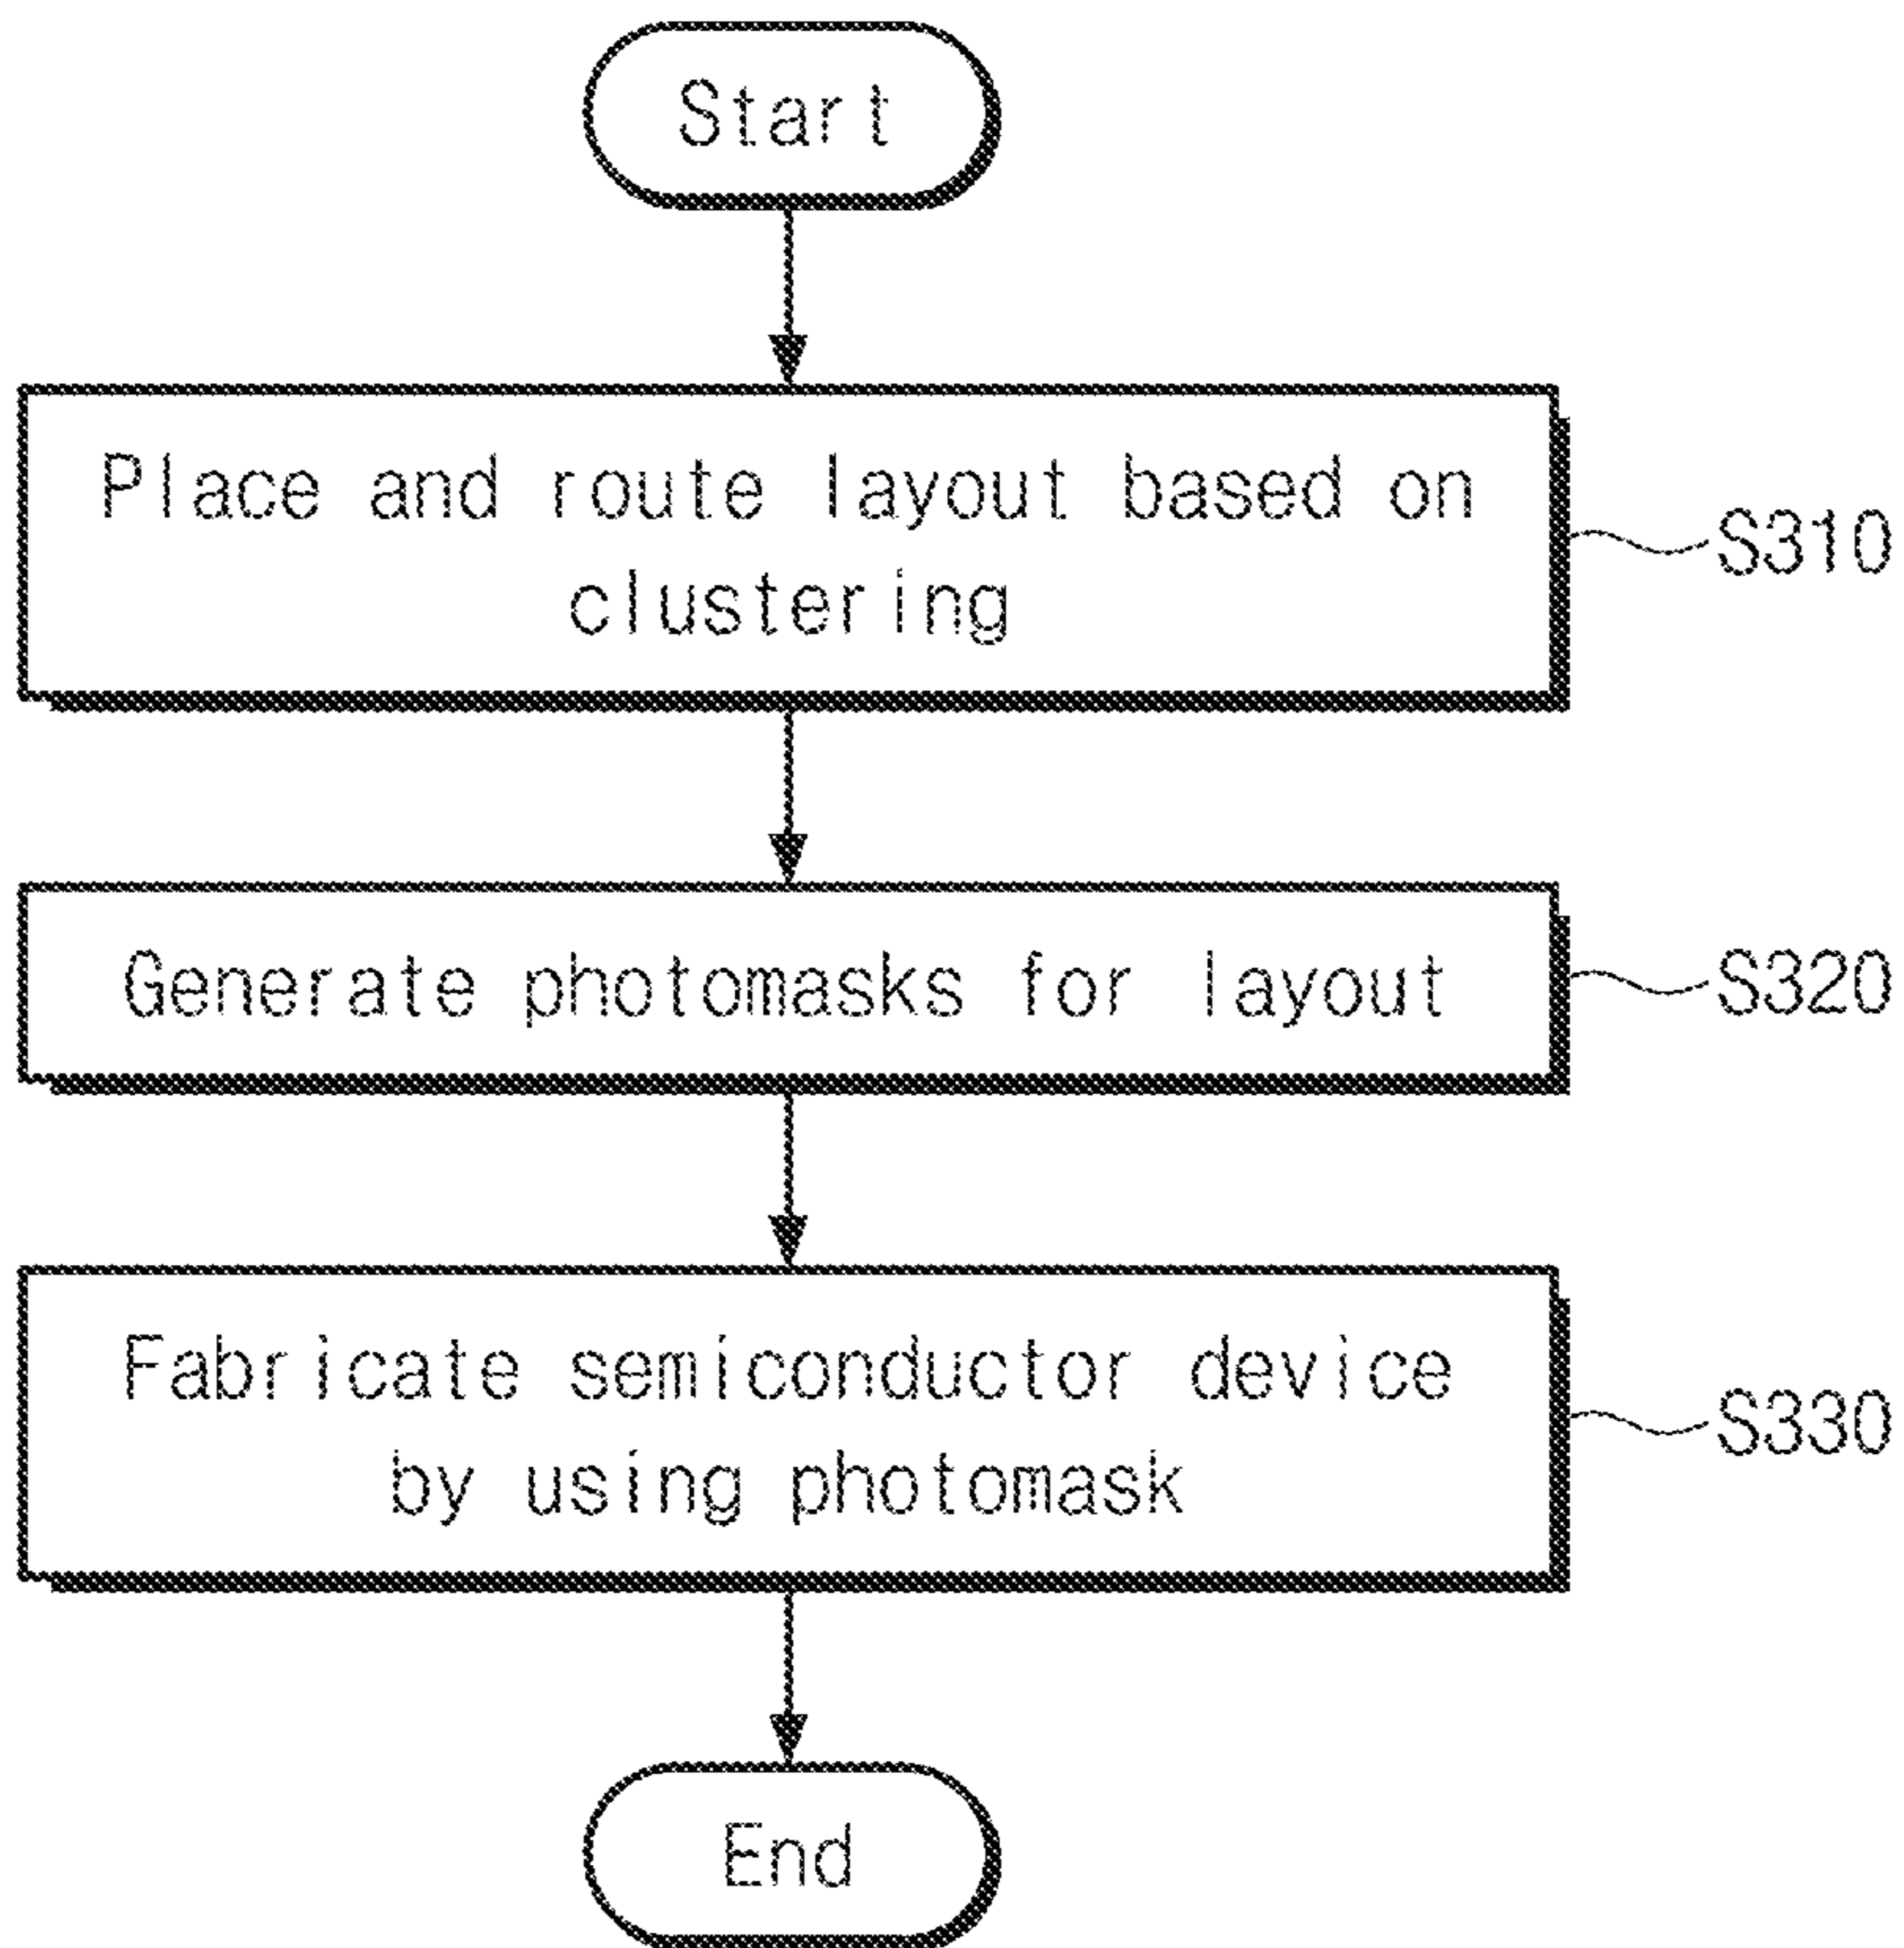 Start
Place and route layout based on
clustering
S310
Generate photomasks for layout
S320
Fabricate semiconductor device
by using photomask
S330
End